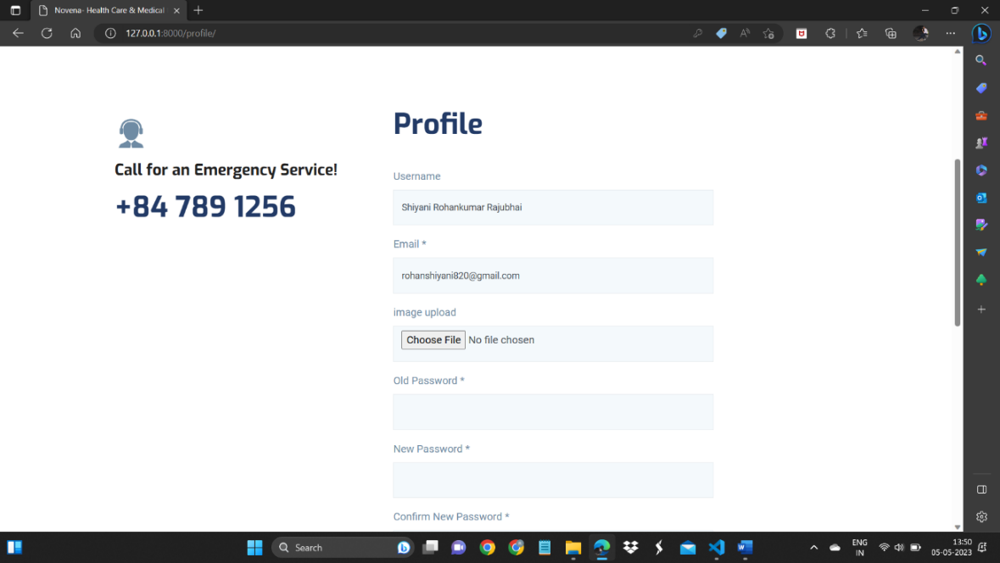 Novena- Health Care & Medical
127.0.0.1:8000/profile/
Profile
Call for an Emergency Service!
+84 789 1256
Username
Shiyani Rohankumar Rajubhai
Email *
rohanshiyani820@gmail.com
image upload
Choose File No file chosen
Old Password *
New Password *
Confirm New Password *
Search
ENG
IN
13:50
05-05-2023